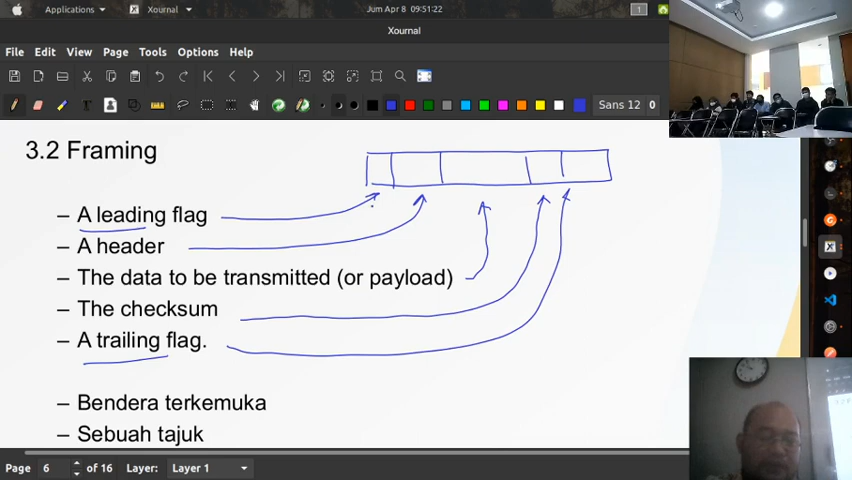 Applications Xournal Jum Apr 8 09:51:22 1
Xournal
File Edit View Page Tools Options Help
Sans 12 0
3.2 Framing
– A leading flag
– A header
– The data to be transmitted (or payload)
– The checksum
– A trailing flag.
– Bendera terkemuka
– Sebuah tajuk
Page 6 of 16 Layer: Layer 1